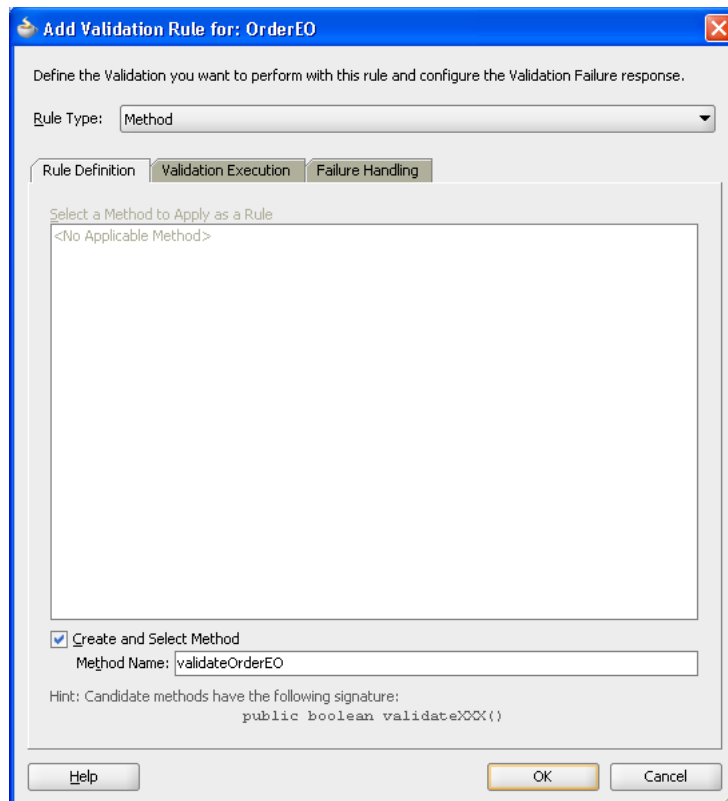 Add Validation Rule for: OrderEO
Define the Validation you want to perform with this rule and configure the Validation Failure response.
Rule Type: Method
Rule Definition Validation Execution Failure Handling
Select a Method to Apply as a Rule
<No Applicable Method>
Create and Select Method
Method Name: validateOrderEO
Hint: Candidate methods have the following signature:
public boolean validateXXX()
Help OK Cancel